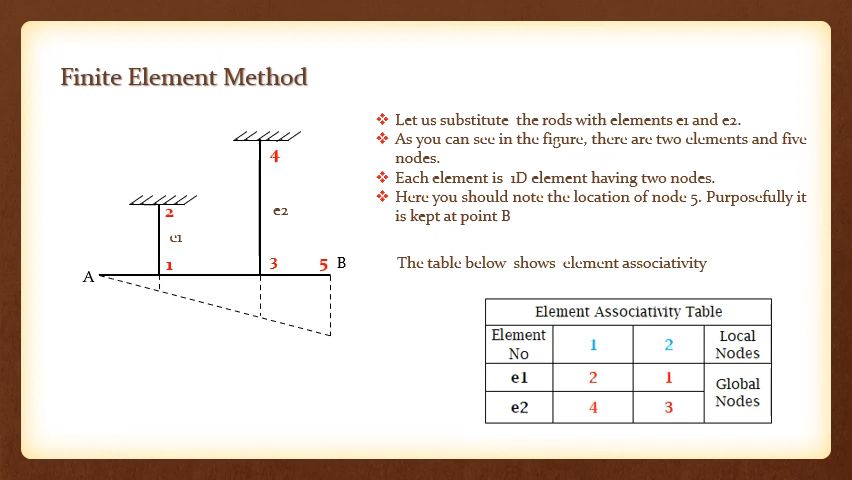 Finite Element Method
❖ Let us substitute the rods with elements e1 and e2.
❖ As you can see in the figure, there are two elements and five
nodes.
❖ Each element is 1D element having two nodes.
❖ Here you should note the location of node 5. Purposefully it
is kept at point B
4
2
e2
e1
1
3
5
B
A
The table below shows element associativity
Element Associativity Table
Element No 1 2 Local Nodes
e1 2 1 Global Nodes
e2 4 3